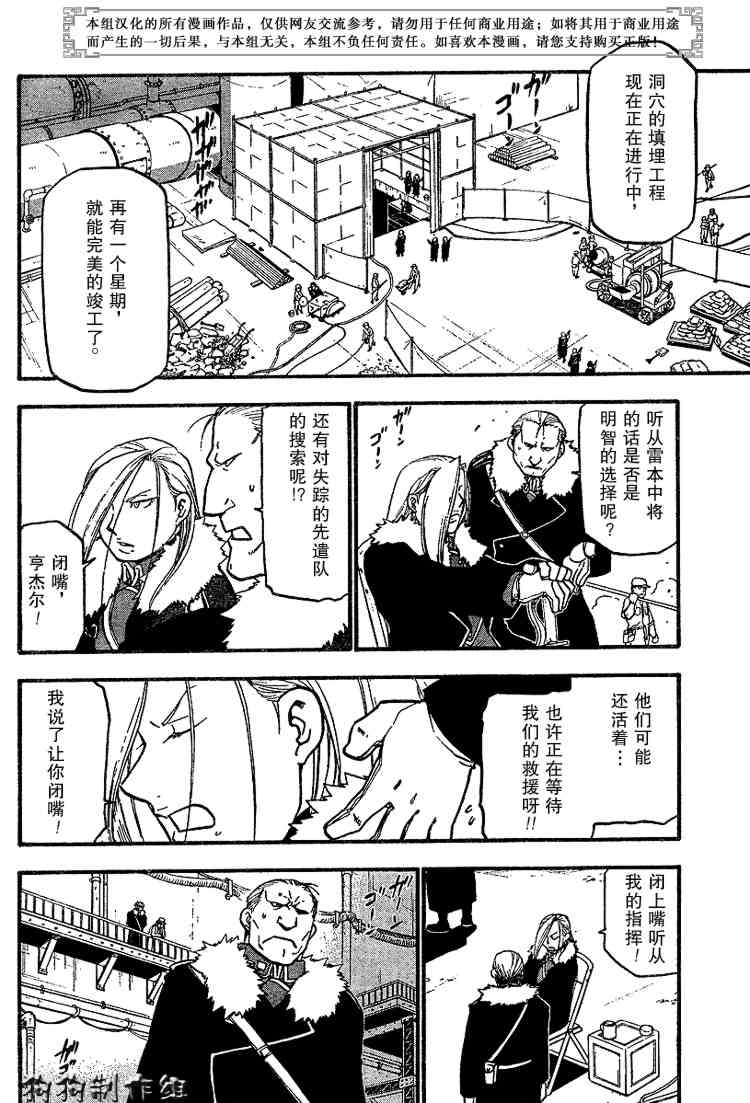 本组汉化的所有漫画作品，仅供网友交流参考，请勿用于任何商业用途；如将其用于商业用途
而产生的一切后果，与本组无关，本组不负任何责任。如喜欢本漫画，请您支持购买正版！
洞穴的填埋工程
现在正在进行中，
ゴーン
ガガガ
再有一个星期，
就能完美的竣工了。
听从雷本中将
的话是否是
明智的选择呢？
ガーン
还有对失踪的先遣队
的搜索呢！？
闭嘴，
亨杰尔！
他们可能
还活着…
也许正在等待
我们的救援呀！！
我说了让你闭嘴！
闭上嘴听从
我的指挥！
ガーン
ゴゴ
狗狗制作组